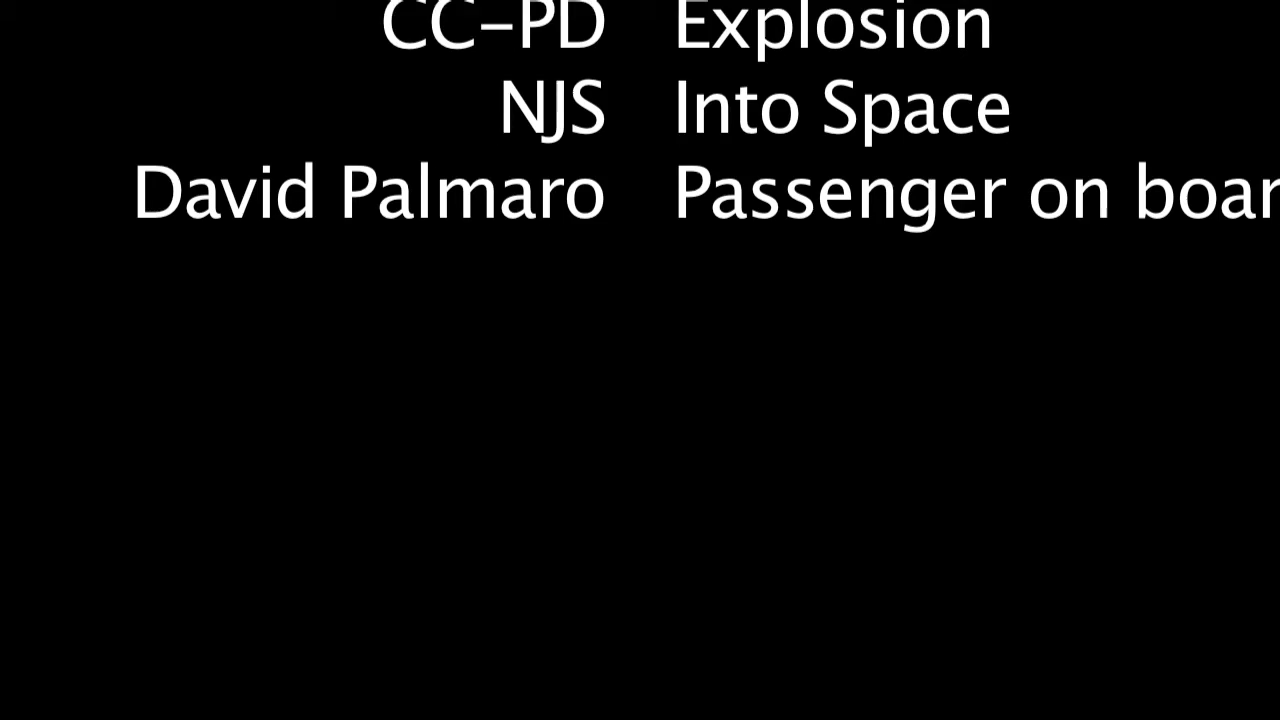 CC-PD Explosion
NJS Into Space
David Palmaro Passenger on boar